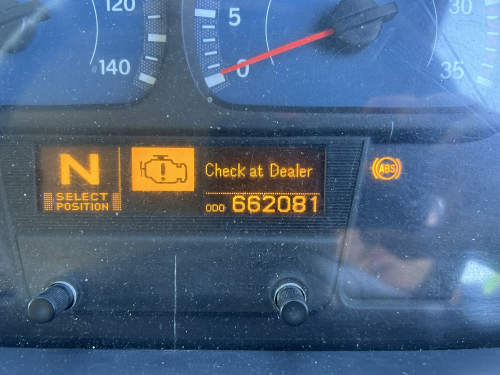 120
140
5
0
30
35
N
SELECT
POSITION
Check at Dealer
ODO 662081
ABS